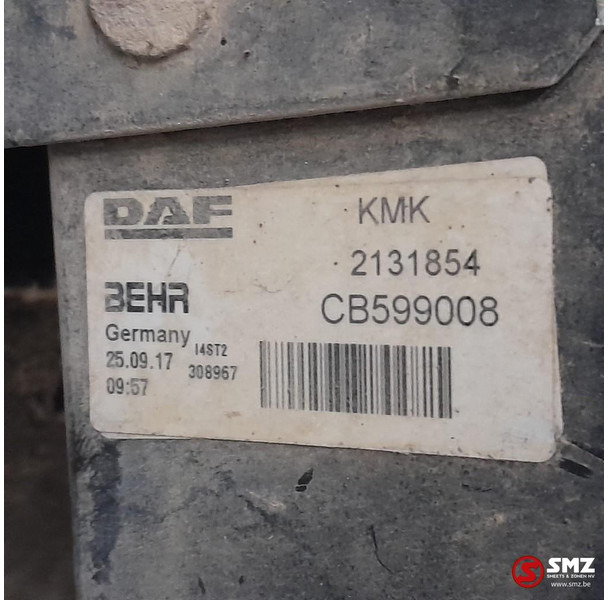 DAF
KMK
2131854
BEHR
CB599008
Germany
I4ST2
25.09.17
308967
09:57
SMZ
SMEETS & ZONEN NV
www.smz.be